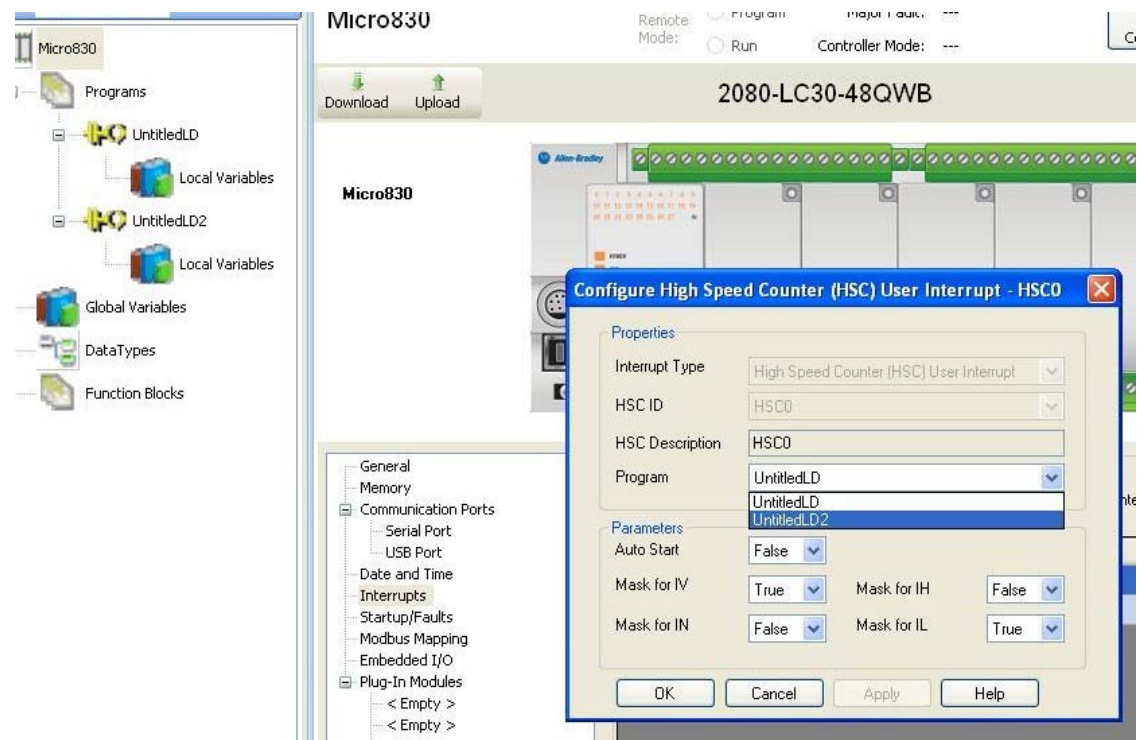 Micro830
Programs
UntitledLD
Local Variables
UntitledLD2
Local Variables
Global Variables
DataTypes
Function Blocks
Micro830
Remote
Mode:
Program
Run
Major Fault: ---
Controller Mode: ---
Download
Upload
2080-LC30-48QWB
Micro830
Allen-Bradley
General
Memory
Communication Ports
Serial Port
USB Port
Date and Time
Interrupts
Startup/Faults
Modbus Mapping
Embedded I/O
Plug-In Modules
< Empty >
< Empty >
Configure High Speed Counter (HSC) User Interrupt - HSC0
Properties
Interrupt Type High Speed Counter (HSC) User Interrupt
HSC ID HSC0
HSC Description HSC0
Program UntitledLD
UntitledLD
UntitledLD2
Parameters
Auto Start False
Mask for IV True Mask for IH False
Mask for IN False Mask for IL True
OK Cancel Apply Help